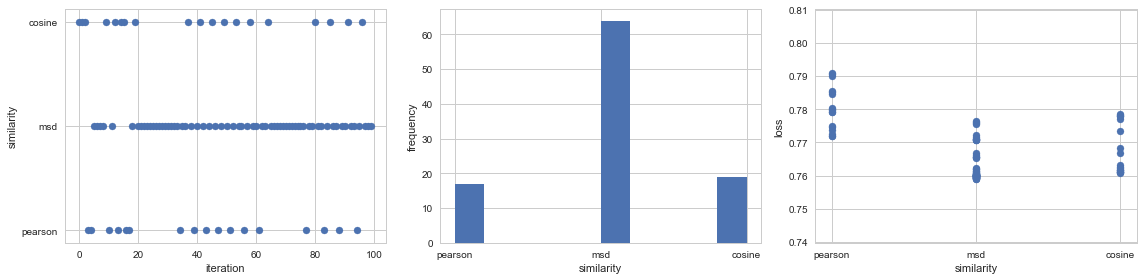 cosine
msd
pearson
similarity
0
20
40
60
80
100
iteration
60
50
40
30
20
10
0
frequency
pearson
msd
cosine
similarity
0.81
0.80
0.79
0.78
0.77
0.76
0.75
0.74
loss
pearson
msd
cosine
similarity